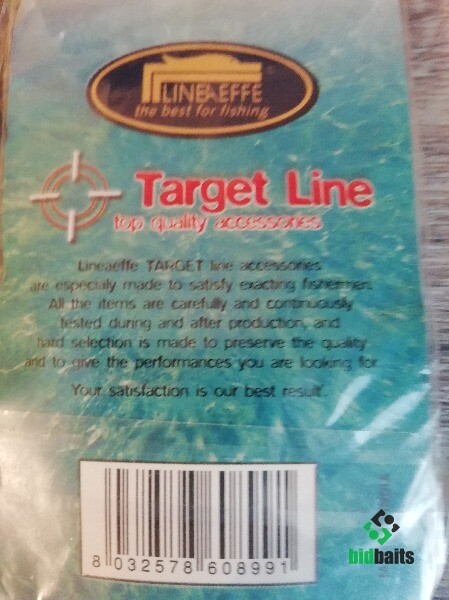 LINEAEFFE
the best for fishing
Target Line
top quality accessories
Lineaeffe TARGET line accessories
are especialy made to satisfy exacting fishermen.
All the items are carefully and continuously
tested during and after production, and
hard selection is made to preserve the quality
and to give the performances you are looking for.
Your satisfaction is our best result.
8 032578 608991
bidbaits